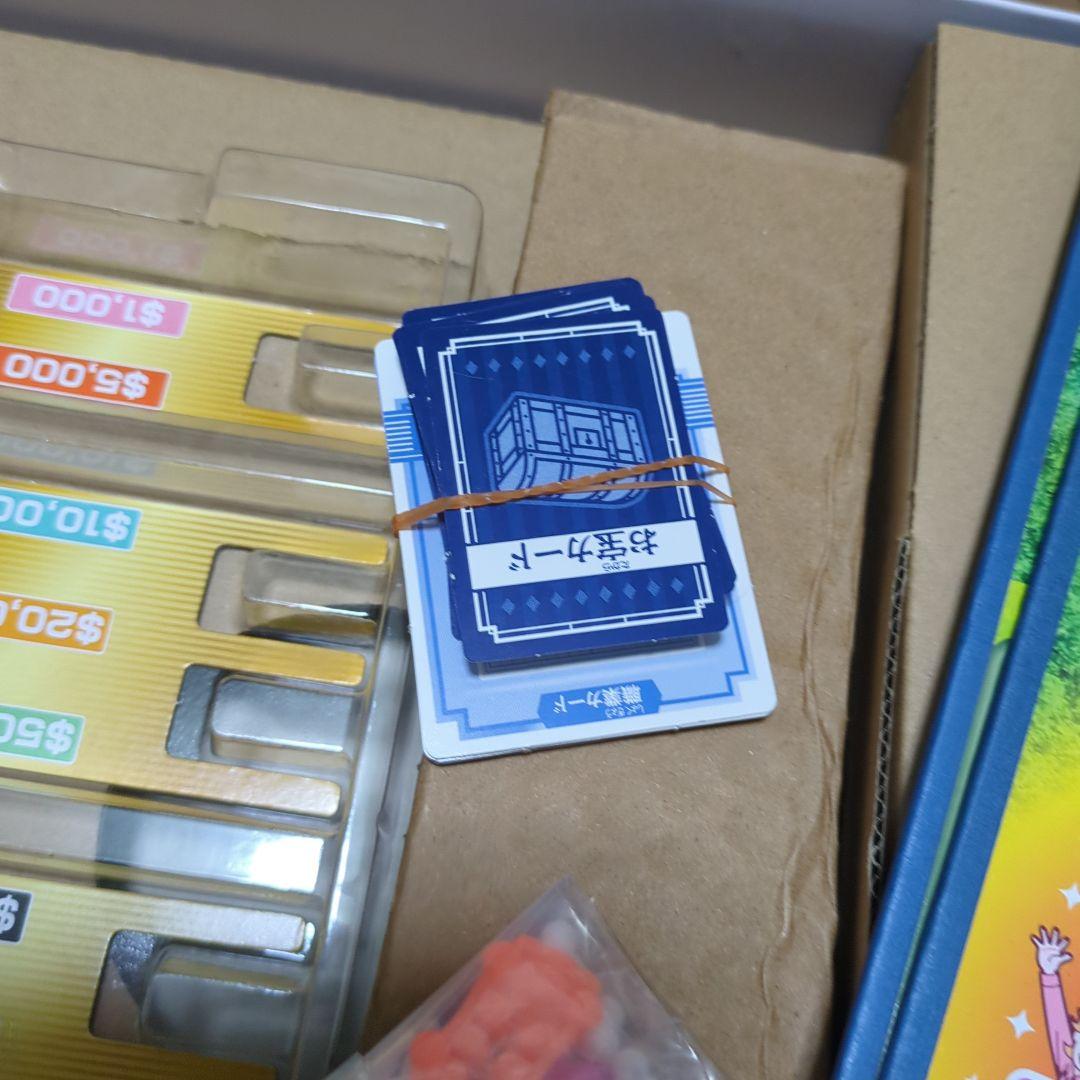 $1,000
$5,000
$10,00
$20,0
$50
$
お宝カード
たから
職業カード
しょくぎょう